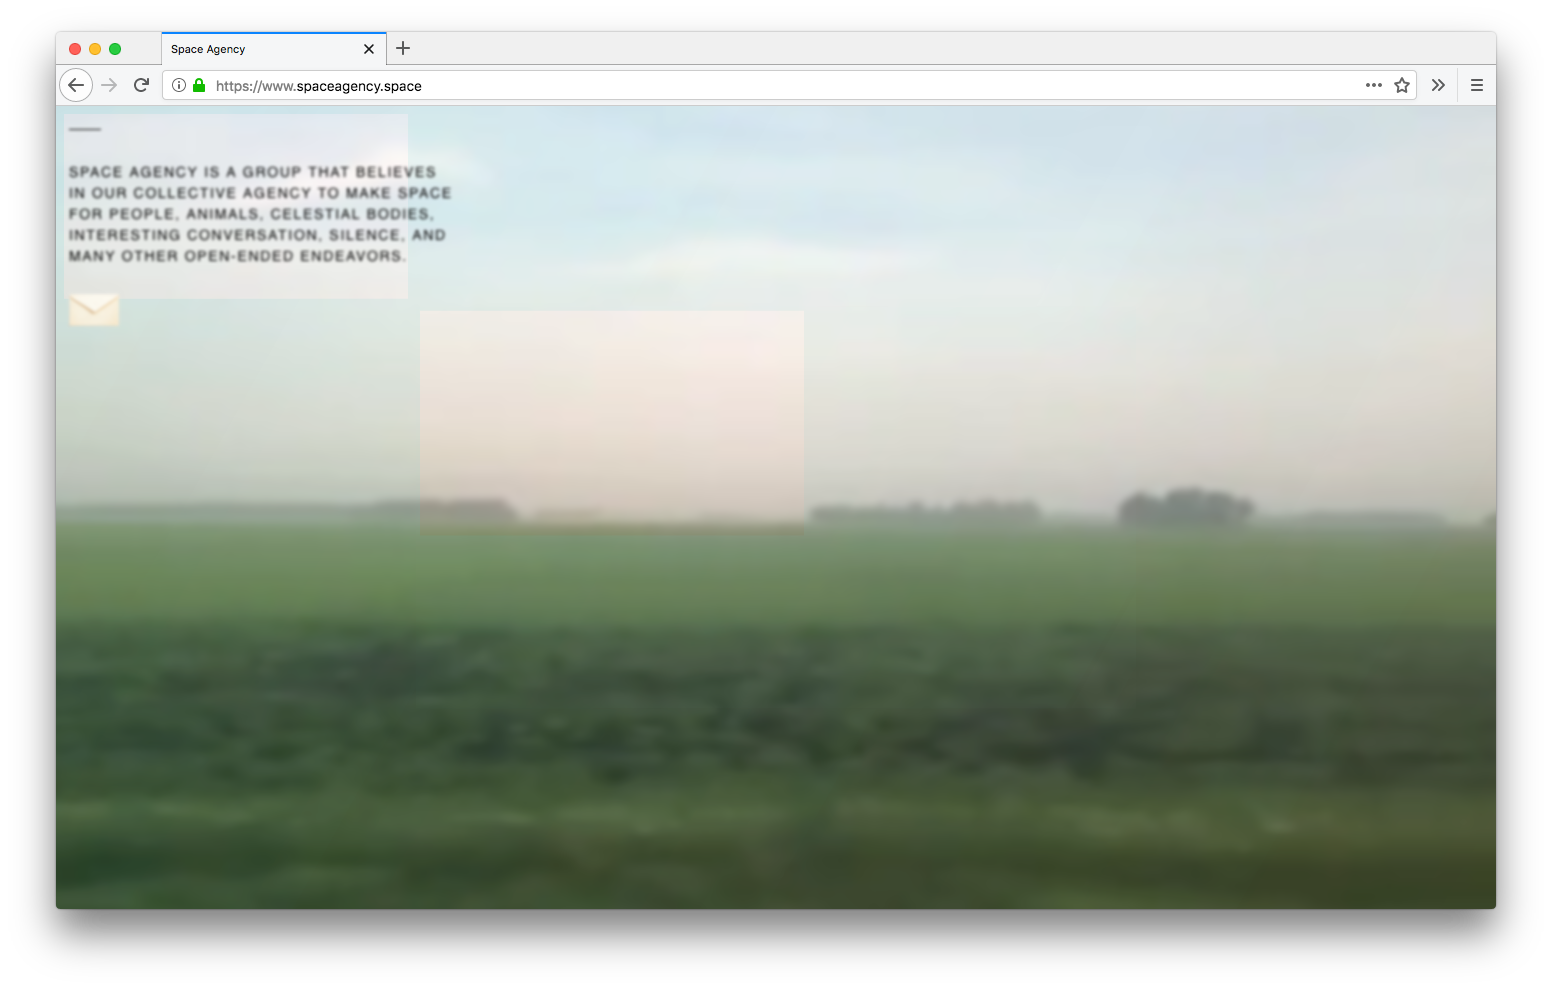 Space Agency
https://www.spaceagency.space
SPACE AGENCY IS A GROUP THAT BELIEVES
IN OUR COLLECTIVE AGENCY TO MAKE SPACE
FOR PEOPLE, ANIMALS, CELESTIAL BODIES,
INTERESTING CONVERSATION, SILENCE, AND
MANY OTHER OPEN-ENDED ENDEAVORS.